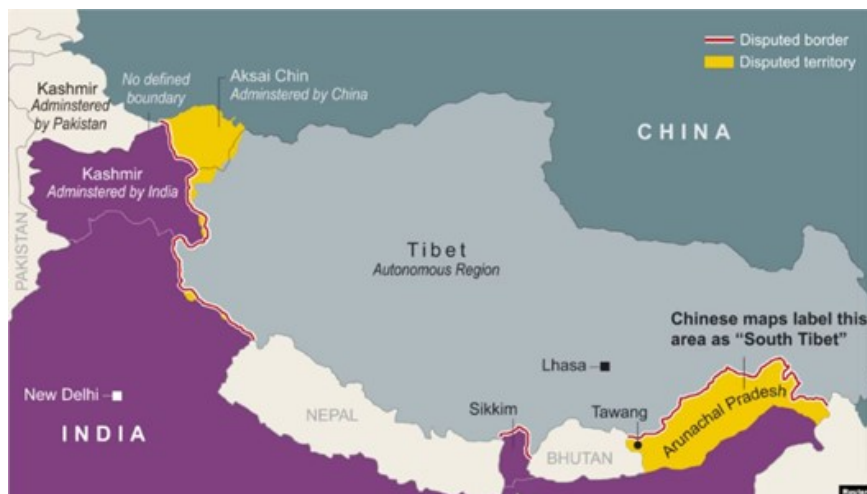 Disputed border
Disputed territory
No defined
boundary
Aksai Chin
Adminstered by China
Kashmir
Adminstered
by Pakistan
CHINA
Kashmir
Adminstered by India
PAKISTAN
Tibet
Autonomous Region
Chinese maps label this
area as “South Tibet”
Lhasa
New Delhi
NEPAL
Sikkim
Tawang
Arunachal Pradesh
INDIA
BHUTAN